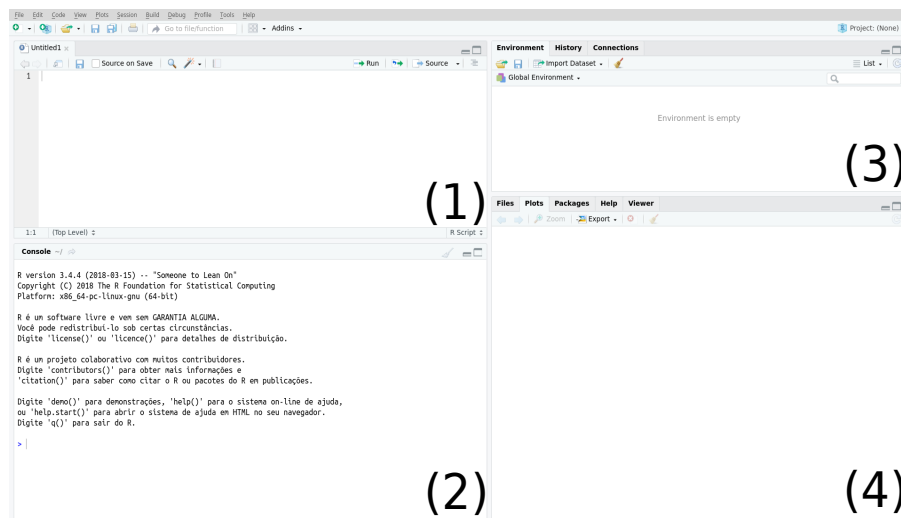 File Edit Code View Plots Session Build Debug Profile Tools Help
Go to file/function Addins Project: (None)
Untitled1
Source on Save Run Source
1
(1)
1:1 (Top Level) R Script
Console ~/
R version 3.4.4 (2018-03-15) -- "Someone to Lean On"
Copyright (C) 2018 The R Foundation for Statistical Computing
Platform: x86_64-pc-linux-gnu (64-bit)
R é um software livre e vem sem GARANTIA ALGUMA.
Você pode redistribuí-lo sob certas circunstâncias.
Digite 'license()' ou 'licence()' para detalhes de distribuição.
R é um projeto colaborativo com muitos contribuidores.
Digite 'contributors()' para obter mais informações e
'citation()' para saber como citar o R ou pacotes do R em publicações.
Digite 'demo()' para demonstrações, 'help()' para o sistema on-line de ajuda,
ou 'help.start()' para abrir o sistema de ajuda em HTML no seu navegador.
Digite 'q()' para sair do R.
>
(2)
Environment History Connections
Import Dataset List
Global Environment
Environment is empty
(3)
Files Plots Packages Help Viewer
Zoom Export
(4)